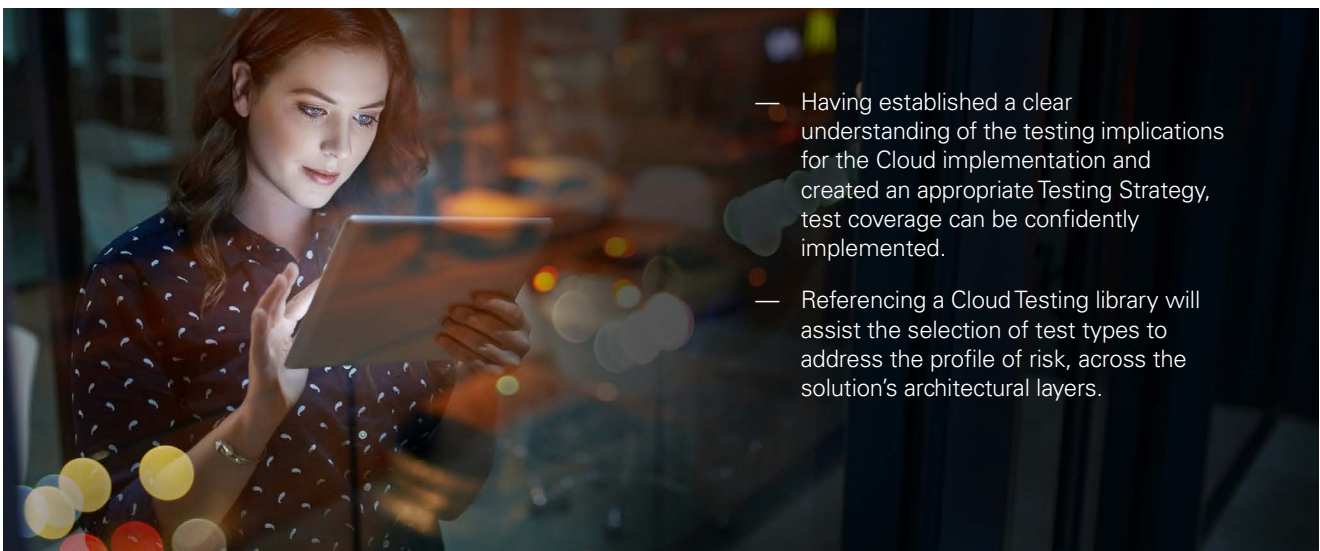 — Having established a clear
understanding of the testing implications
for the Cloud implementation and
created an appropriate Testing Strategy,
test coverage can be confidently
implemented.
— Referencing a Cloud Testing library will
assist the selection of test types to
address the profile of risk, across the
solution’s architectural layers.